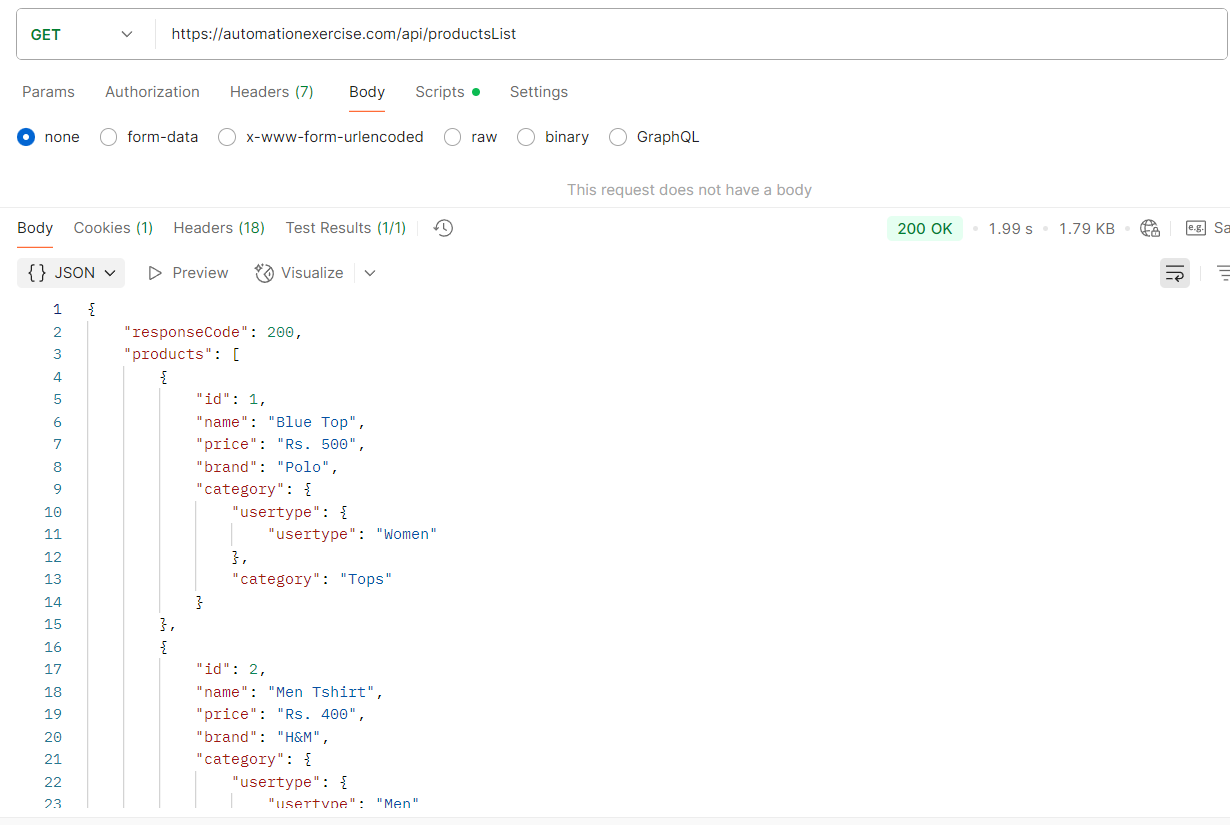 GET https://automationexercise.com/api/productsList
Params Authorization Headers (7) Body Scripts Settings
none form-data x-www-form-urlencoded raw binary GraphQL
This request does not have a body
Body Cookies (1) Headers (18) Test Results (1/1) 200 OK 1.99 s 1.79 KB e.g. Sa
{} JSON Preview Visualize
1 {
2 "responseCode": 200,
3 "products": [
4 {
5 "id": 1,
6 "name": "Blue Top",
7 "price": "Rs. 500",
8 "brand": "Polo",
9 "category": {
10 "usertype": {
11 "usertype": "Women"
12 },
13 "category": "Tops"
14 }
15 },
16 {
17 "id": 2,
18 "name": "Men Tshirt",
19 "price": "Rs. 400",
20 "brand": "H&M",
21 "category": {
22 "usertype": {
23 "usertype": "Men"